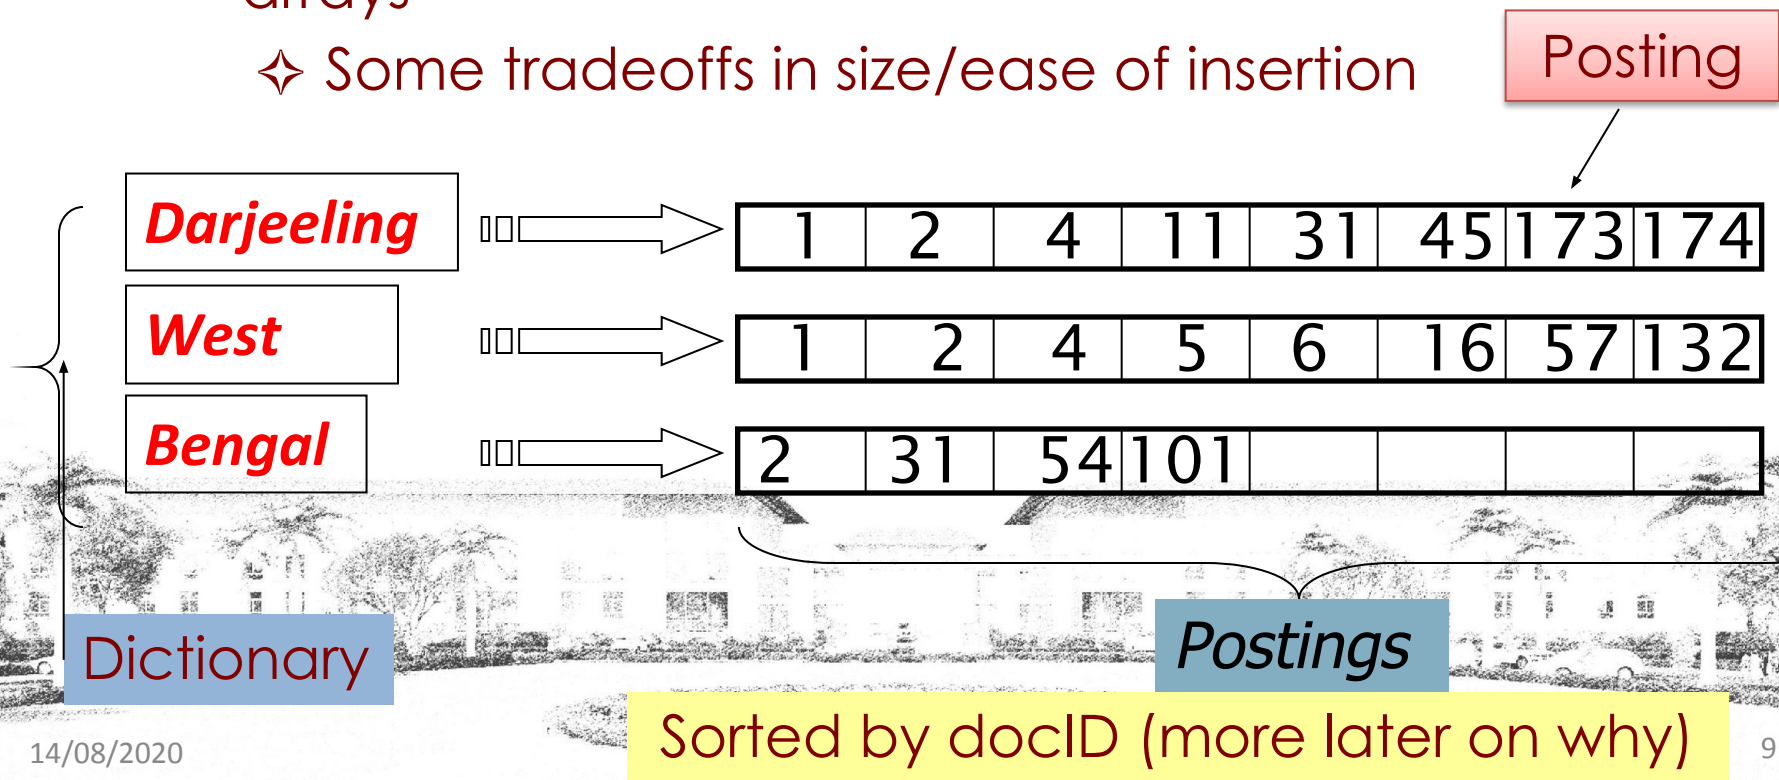 arrays
✧ Some tradeoffs in size/ease of insertion
Posting
Darjeeling 1 2 4 11 31 45 173 174
West 1 2 4 5 6 16 57 132
Bengal 2 31 54 101
Dictionary
Postings
Sorted by docID (more later on why)
14/08/2020
9